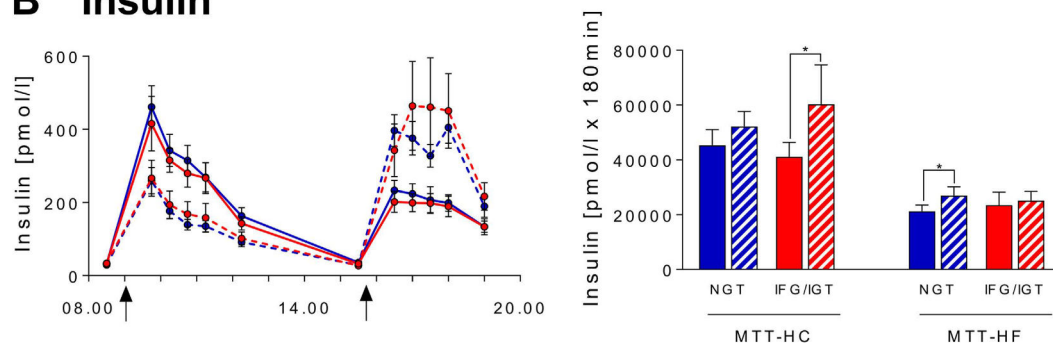 B Insulin
Insulin [pmol/l]
600
400
200
0
08.00 14.00 20.00
Insulin [pmol/l x 180min]
80000
60000
40000
20000
0
*
*
NGT IFG/IGT NGT IFG/IGT
MTT-HC MTT-HF